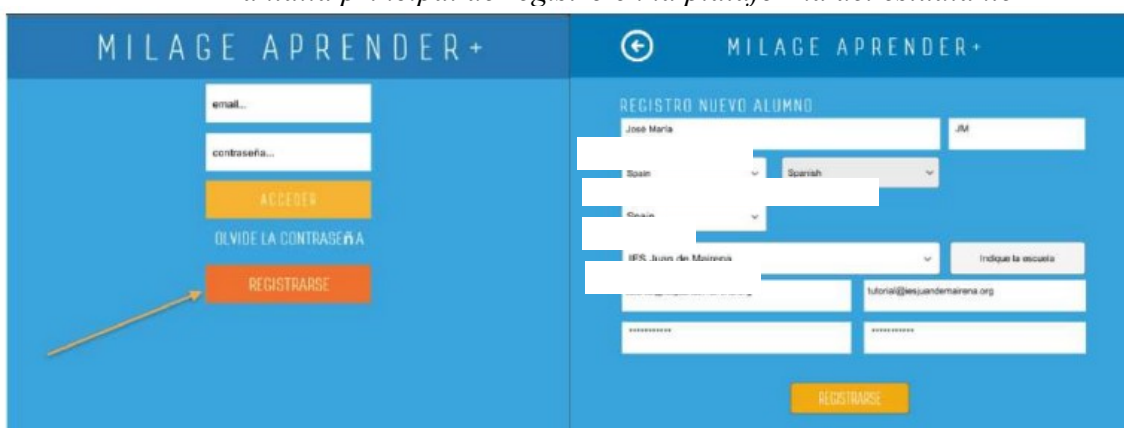 MILAGE APRENDER+
email...
contraseña...
ACCEDER
OLVIDE LA CONTRASEÑA
REGISTRARSE
MILAGE APRENDER+
REGISTRO NUEVO ALUMNO
José María JM
Spain Spanish
Spain
IES Juan de Mairena Indique la escuela
tutorial@iesjuandemairena.org
*********** ***********
REGISTRARSE